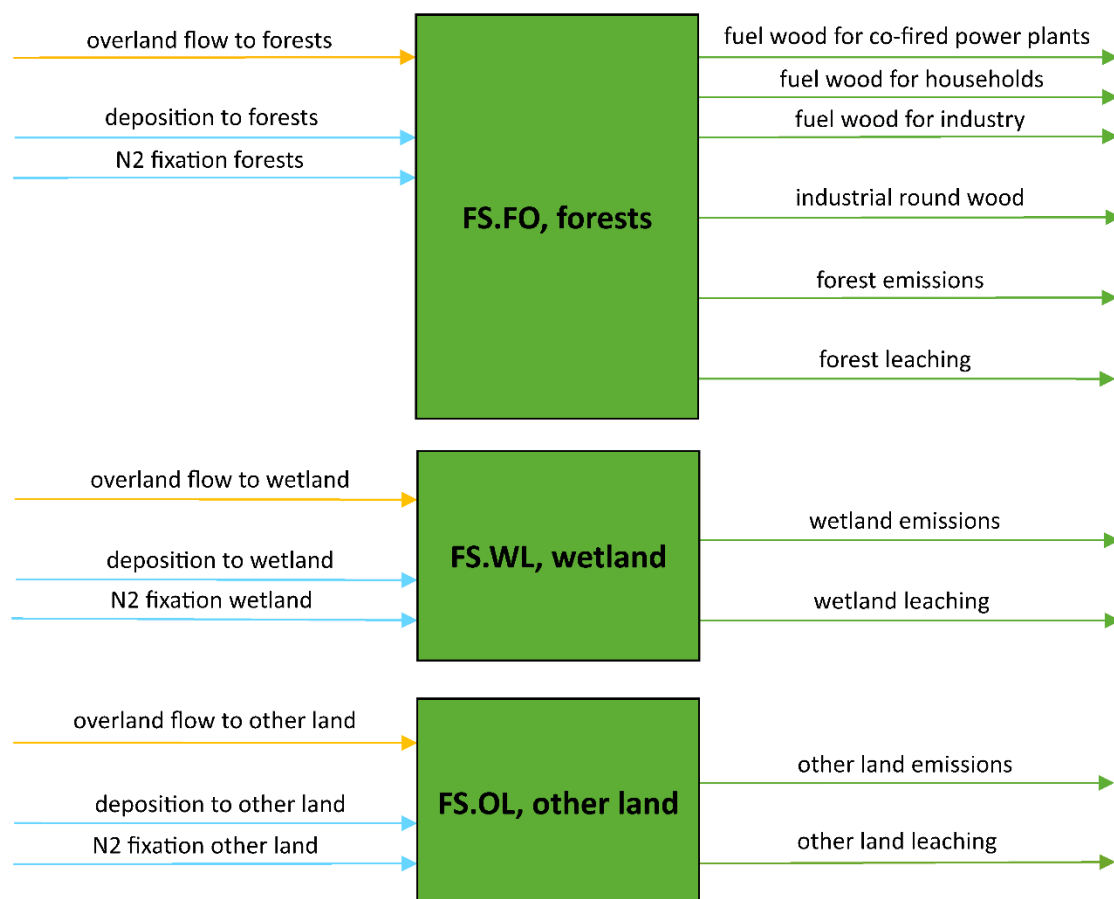 overland flow to forests
deposition to forests
N2 fixation forests
FS.FO, forests
fuel wood for co-fired power plants
fuel wood for households
fuel wood for industry
industrial round wood
forest emissions
forest leaching
overland flow to wetland
deposition to wetland
N2 fixation wetland
FS.WL, wetland
wetland emissions
wetland leaching
overland flow to other land
deposition to other land
N2 fixation other land
FS.OL, other land
other land emissions
other land leaching